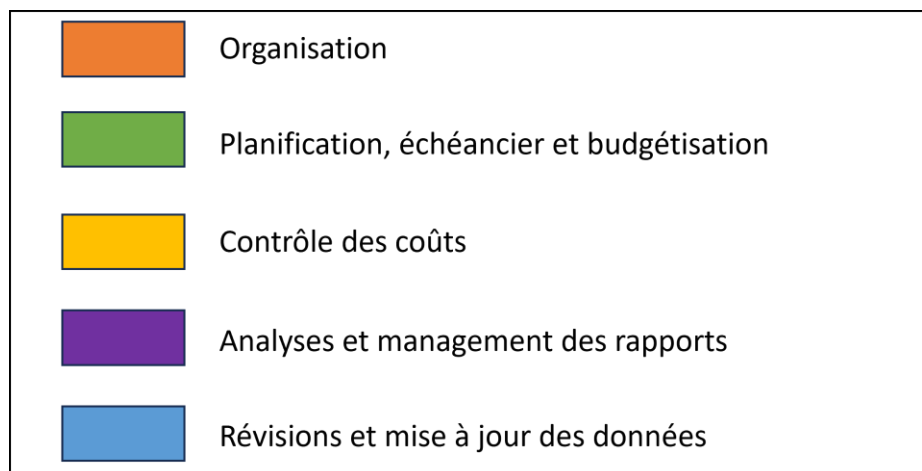 Organisation
Planification, échéancier et budgétisation
Contrôle des coûts
Analyses et management des rapports
Révisions et mise à jour des données